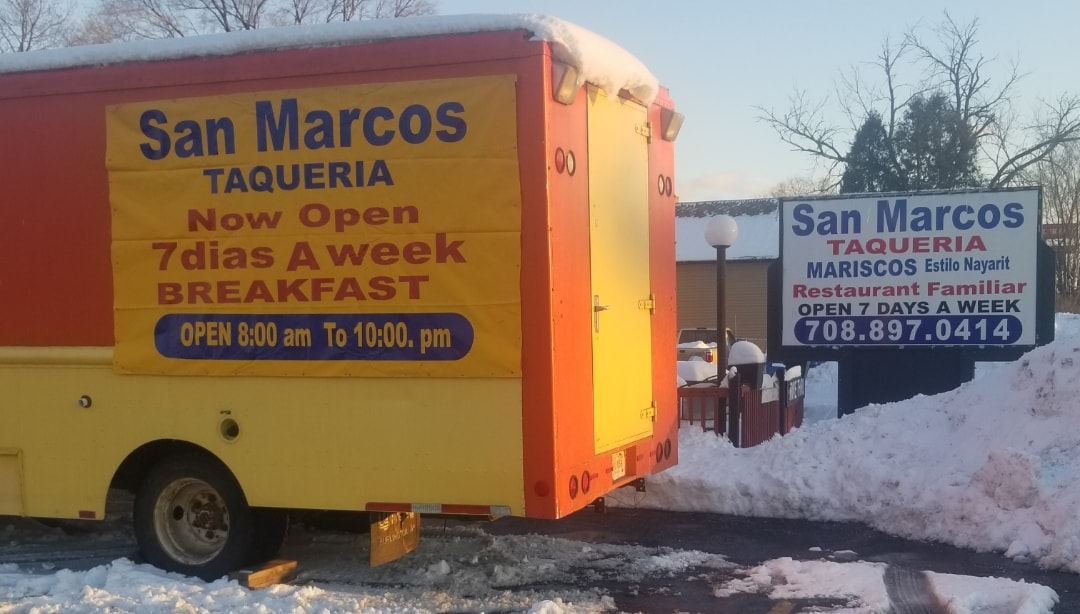 San Marcos
TAQUERIA
Now Open
7dias A week
BREAKFAST
OPEN 8:00 am To 10:00. pm
San Marcos
TAQUERIA
MARISCOS Estilo Nayarit
Restaurant Familiar
OPEN 7 DAYS A WEEK
708.897.0414